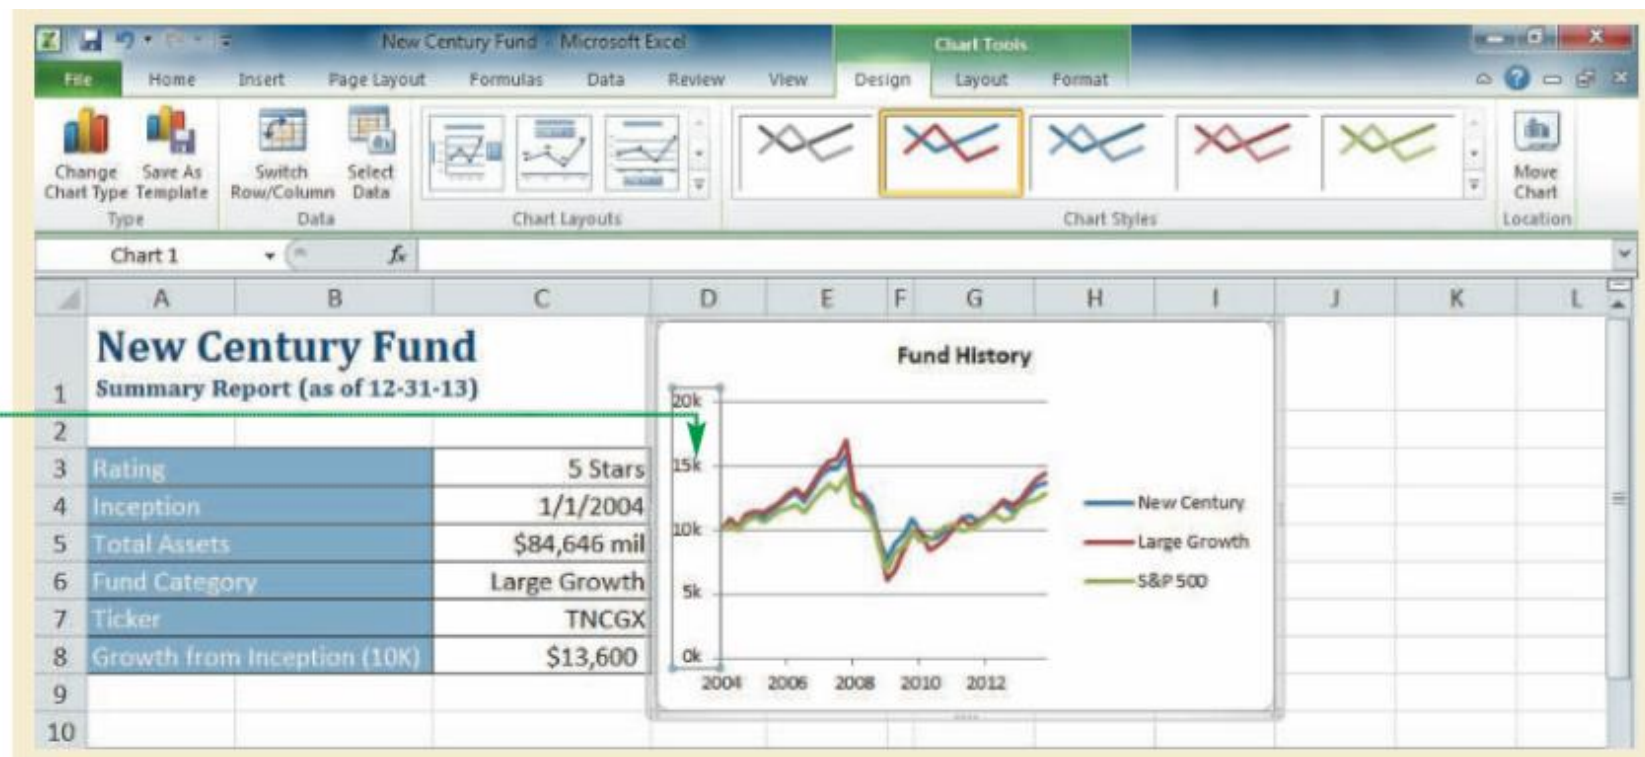 New Century Fund - Microsoft Excel
Chart Tools
File Home Insert Page Layout Formulas Data Review View Design Layout Format
Change Chart Type
Save As Template
Switch Row/Column
Select Data
Move Chart
Type Data Chart Layouts Chart Styles Location
Chart 1 fx
A B C D E F G H I J K L
1 New Century Fund
Summary Report (as of 12-31-13)
2
3 Rating 5 Stars
4 Inception 1/1/2004
5 Total Assets $84,646 mil
6 Fund Category Large Growth
7 Ticker TNCGX
8 Growth from Inception (10K) $13,600
9
10
Fund History
20k
15k
10k
5k
0k
2004 2006 2008 2010 2012
New Century
Large Growth
S&P 500